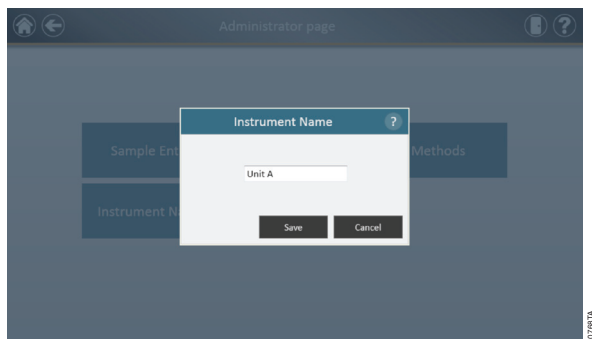 Administrator page
?
Instrument Name
?
Sample Ent
Methods
Unit A
Instrument N
Save
Cancel